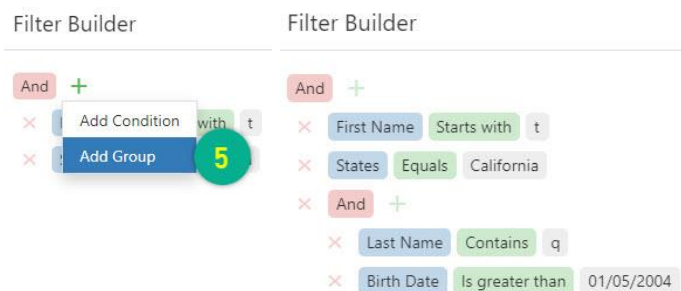 Filter Builder
And +
Add Condition with t
Add Group 5
Filter Builder
And +
× First Name Starts with t
× States Equals California
× And +
× Last Name Contains q
× Birth Date Is greater than 01/05/2004